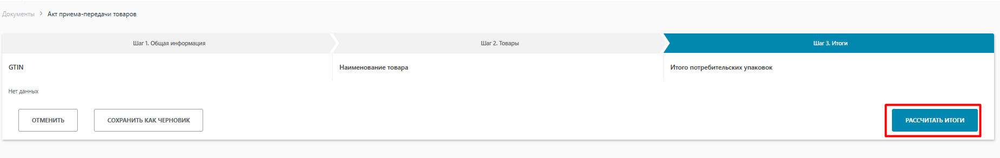 Документы > Акт приема-передачи товаров
Шаг 1. Общая информация
Шаг 2. Товары
Шаг 3. Итоги
GTIN
Наименование товара
Итого потребительских упаковок
Нет данных
ОТМЕНИТЬ
СОХРАНИТЬ КАК ЧЕРНОВИК
РАССЧИТАТЬ ИТОГИ